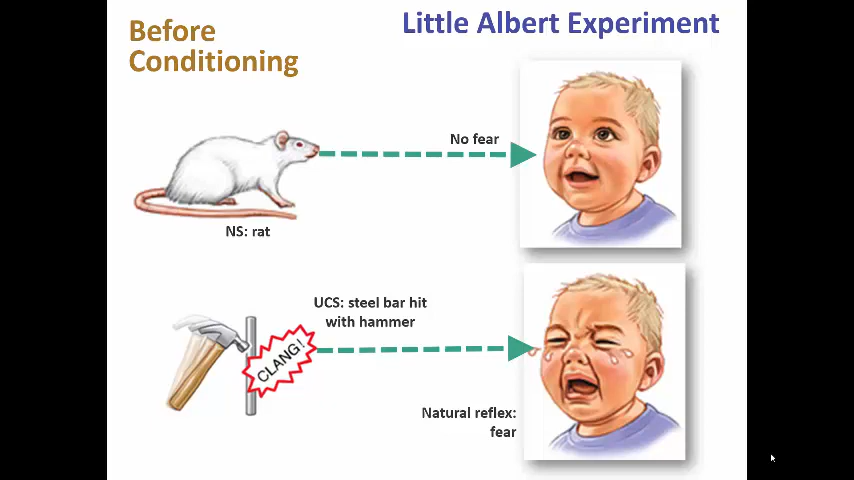 Before
Conditioning
Little Albert Experiment
No fear
NS: rat
UCS: steel bar hit
with hammer
CLANG!
Natural reflex:
fear